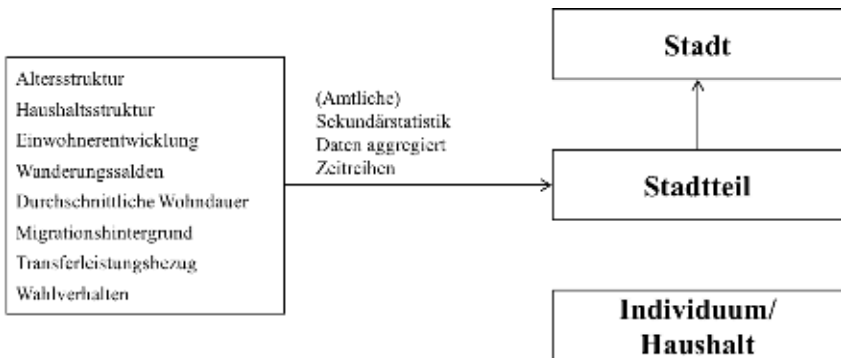 Altersstruktur
Haushaltsstruktur
Einwohnerentwicklung
Wanderungssalden
Durchschnittliche Wohndauer
Migrationshintergrund
Transferleistungsbezug
Wahlverhalten
(Amtliche)
Sekundärstatistik
Daten aggregiert
Zeitreihen
Stadt
Stadtteil
Individuum/
Haushalt